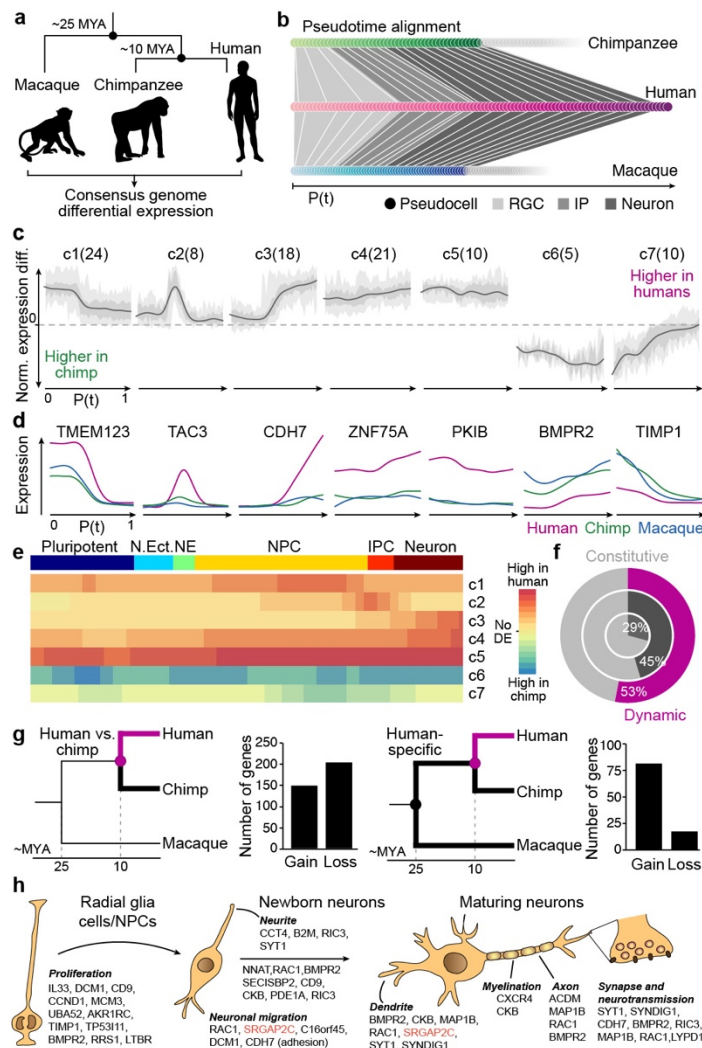 a
~25 MYA
~10 MYA
Human
Macaque
Chimpanzee
Consensus genome
differential expression
b
Pseudotime alignment
Chimpanzee
Human
Macaque
P(t)
Pseudocell
RGC
IP
Neuron
c
Norm. expression diff.
0
c1(24)
c2(8)
c3(18)
c4(21)
c5(10)
c6(5)
c7(10)
Higher in
humans
Higher in
chimp
0
1
P(t)
d
Expression
TMEM123
TAC3
CDH7
ZNF75A
PKIB
BMPR2
TIMP1
0
1
P(t)
Human Chimp Macaque
e
Pluripotent
N.Ect.
NE
NPC
IPC
Neuron
c1
c2
c3
c4
c5
c6
c7
High in
human
No
DE
High in
chimp
f
Constitutive
29%
45%
53%
Dynamic
g
Human vs.
chimp
Human
Chimp
Macaque
~MYA
25
10
Number of genes
250
200
150
100
50
0
Gain Loss
Human-
specific
Human
Chimp
Macaque
~MYA
25
10
Number of genes
100
75
50
25
0
Gain Loss
h
Radial glia
cells/NPCs
Proliferation
IL33, DCM1, CD9,
CCND1, MCM3,
UBA52, AKR1RC,
TIMP1, TP53I11,
BMPR2, RRS1, LTBR
Newborn neurons
Neurite
CCT4, B2M, RIC3,
SYT1
NNAT,RAC1,BMPR2
SECISBP2, CD9,
CKB, PDE1A, RIC3
Neuronal migration
RAC1, SRGAP2C, C16orf45,
DCM1, CDH7 (adhesion)
Maturing neurons
Dendrite
BMPR2, CKB, MAP1B,
RAC1, SRGAP2C,
SYT1, SYNDIG1
Myelination
CXCR4
CKB
Axon
ACDM
MAP1B
RAC1
BMPR2
Synapse and
neurotransmission
SYT1, SYNDIG1,
CDH7, BMPR2, RIC3,
MAP1B, RAC1,LYPD1